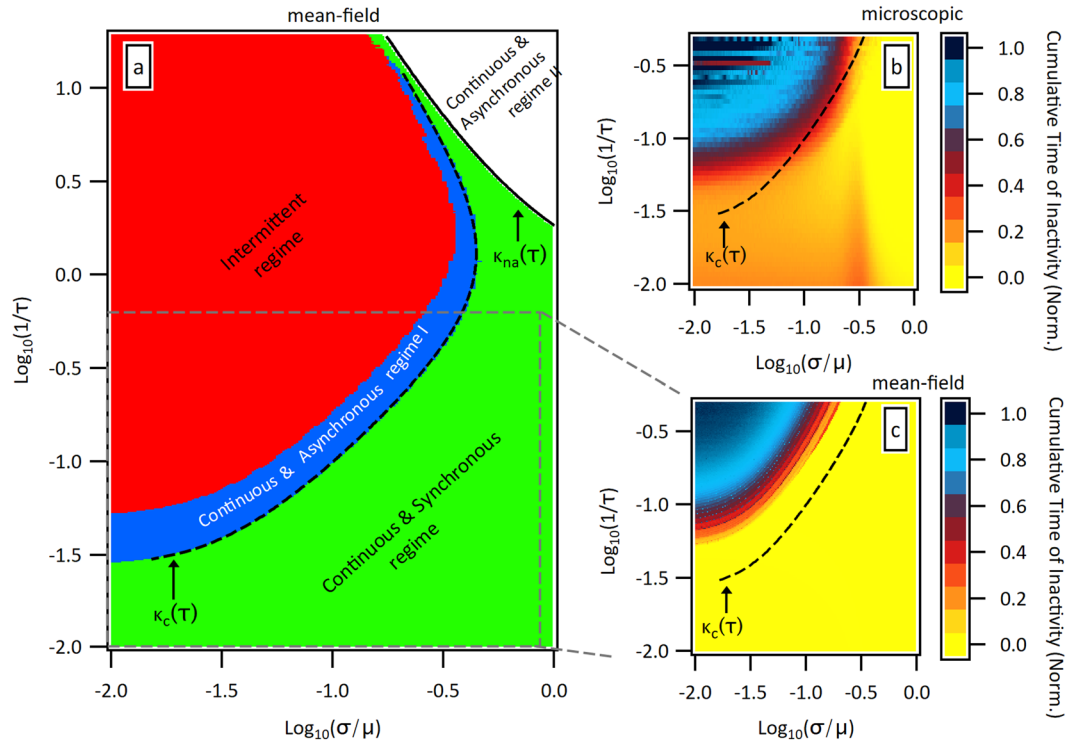 mean-field
a
Continuous &
Asynchronous
regime II
Intermittent
regime
κna(τ)
Continuous & Asynchronous regime I
Continuous & Synchronous
regime
κc(τ)
1.0
0.5
0.0
-0.5
-1.0
-1.5
-2.0
Log10(1/τ)
-2.0 -1.5 -1.0 -0.5 0.0
Log10(σ/μ)
microscopic
b
κc(τ)
-0.5
-1.0
-1.5
-2.0
Log10(1/τ)
-2.0 -1.5 -1.0 -0.5 0.0
Log10(σ/μ)
1.0
0.8
0.6
0.4
0.2
0.0
Cumulative Time of Inactivity (Norm.)
mean-field
c
κc(τ)
-0.5
-1.0
-1.5
-2.0
Log10(1/τ)
-2.0 -1.5 -1.0 -0.5 0.0
Log10(σ/μ)
1.0
0.8
0.6
0.4
0.2
0.0
Cumulative Time of Inactivity (Norm.)